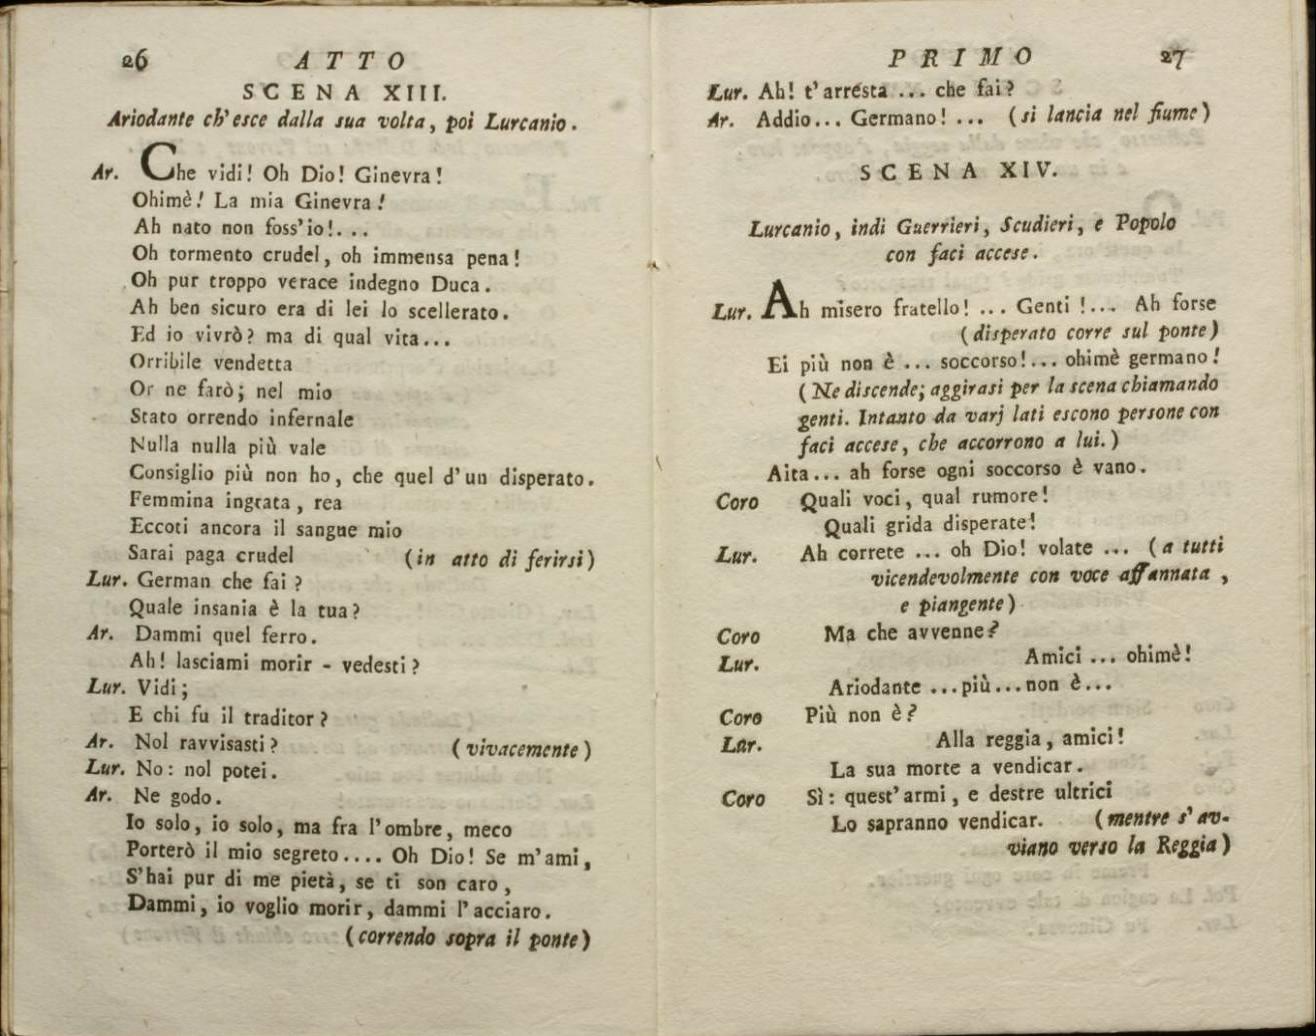 26 ATTO
SCENA XIII.
Ariodante ch'esce dalla sua volta, poi Lurcanio.
Ar. Che vidi! Oh Dio! Ginevra!
Ohimè! La mia Ginevra!
Ah nato non foss'io!...
Oh tormento crudel, oh immensa pena!
Oh pur troppo verace indegno Duca.
Ah ben sicuro era di lei lo scellerato.
Ed io vivrò? ma di qual vita...
Orribile vendetta
Or ne farò; nel mio
Stato orrendo infernale
Nulla nulla più vale
Consiglio più non ho, che quel d'un disperato.
Femmina ingrata, rea
Eccoti ancora il sangue mio
Sarai paga crudel (in atto di ferirsi)
Lur. German che fai?
Quale insania è la tua?
Ar. Dammi quel ferro.
Ah! lasciami morir - vedesti?
Lur. Vidi;
E chi fu il traditor?
Ar. Nol ravvisasti? (vivacemente)
Lur. No: nol potei.
Ar. Ne godo.
Io solo, io solo, ma fra l'ombre, meco
Porterò il mio segreto.... Oh Dio! Se m'ami,
S'hai pur di me pietà, se ti son caro,
Dammi, io voglio morir, dammi l'acciaro.
(correndo sopra il ponte)
PRIMO 27
Lur. Ah! t'arresta ... che fai?
Ar. Addio... Germano! ... (si lancia nel fiume)
SCENA XIV.
Lurcanio, indi Guerrieri, Scudieri, e Popolo
con faci accese.
Lur. Ah misero fratello! ... Genti !... Ah forse
(disperato corre sul ponte)
Ei più non è ... soccorso!... ohimè germano!
(Ne discende; aggirasi per la scena chiamando
genti. Intanto da varj lati escono persone con
faci accese, che accorrono a lui.)
Aita... ah forse ogni soccorso è vano.
Coro Quali voci, qual rumore!
Quali grida disperate!
Lur. Ah correte ... oh Dio! volate ... (a tutti
vicendevolmente con voce affannata,
e piangente)
Coro Ma che avvenne?
Lur. Amici ... ohimè!
Ariodante ...più...non è...
Coro Più non è?
Lur. Alla reggia, amici!
La sua morte a vendicar.
Coro Sì: quest'armi, e destre ultrici
Lo sapranno vendicar. (mentre s'av-
viano verso la Reggia)